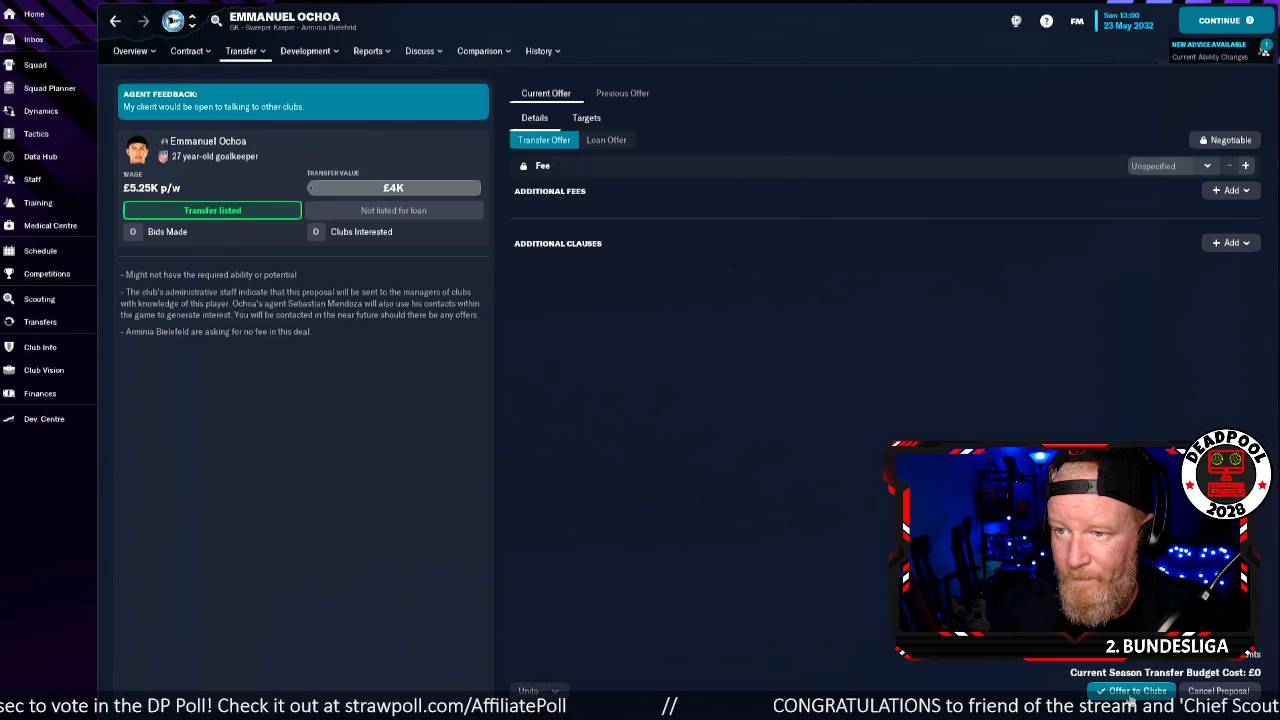 Home
Inbox
Squad
Squad Planner
Dynamics
Tactics
Data Hub
Staff
Training
Medical Centre
Schedule
Competitions
Scouting
Transfers
Club Info
Club Vision
Finances
Dev. Centre
EMMANUEL OCHOA
GK - Sweeper Keeper - Arminia Bielefeld
FM
Sun 13:00
23 May 2032
CONTINUE
NEW ADVICE AVAILABLE
Current Ability Changes
1
Overview
Contract
Transfer
Development
Reports
Discuss
Comparison
History
AGENT FEEDBACK:
My client would be open to talking to other clubs.
Emmanuel Ochoa
27 year-old goalkeeper
WAGE
£5.25K p/w
TRANSFER VALUE
£4K
Transfer listed
Not listed for loan
0 Bids Made
0 Clubs Interested
- Might not have the required ability or potential
- The club's administrative staff indicate that this proposal will be sent to the managers of clubs
with knowledge of this player. Ochoa's agent Sebastian Mendoza will also use his contacts within
the game to generate interest. You will be contacted in the near future should there be any offers.
- Arminia Bielefeld are asking for no fee in this deal.
Current Offer
Previous Offer
Details
Targets
Transfer Offer
Loan Offer
Negotiable
Fee
Unspecified
ADDITIONAL FEES
+ Add
ADDITIONAL CLAUSES
+ Add
DEADPOOL
2028
2. BUNDESLIGA
Current Season Transfer Budget Cost: £0
Undo
Offer to Clubs
Cancel Proposal
sec to vote in the DP Poll! Check it out at strawpoll.com/AffiliatePoll // CONGRATULATIONS to friend of the stream and 'Chief Scout